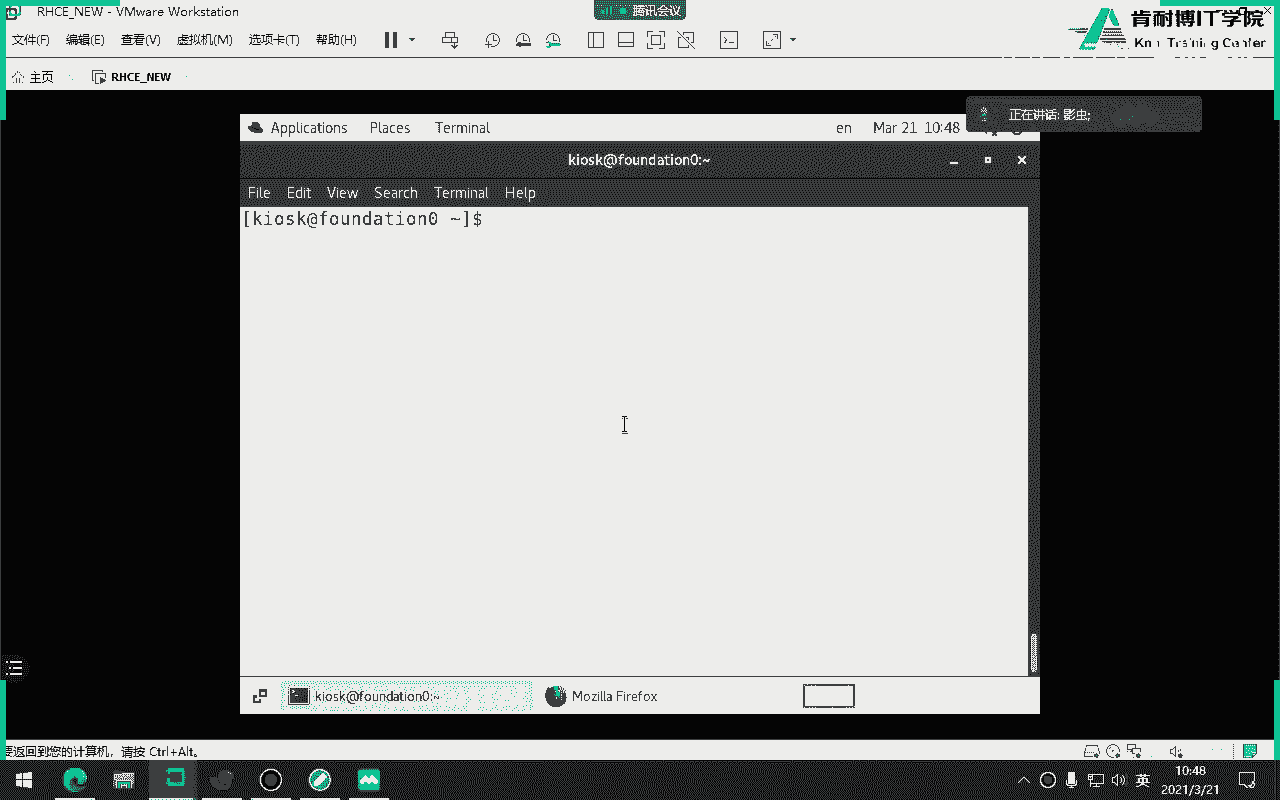 RHCE_NEW - VMware Workstation
腾讯会议
肯耐博IT学院
文件(F) 编辑(E) 查看(V) 虚拟机(M) 选项卡(T) 帮助(H)
Training Center
主页 RHCE_NEW
正在讲话: 影虫;
Applications Places Terminal en Mar 21 10:48
kiosk@foundation0:~
File Edit View Search Terminal Help
[kiosk@foundation0 ~]$
kiosk@foundation0:~ Mozilla Firefox
要返回到您的计算机，请按 Ctrl+Alt。
英
10:48
2021/3/21